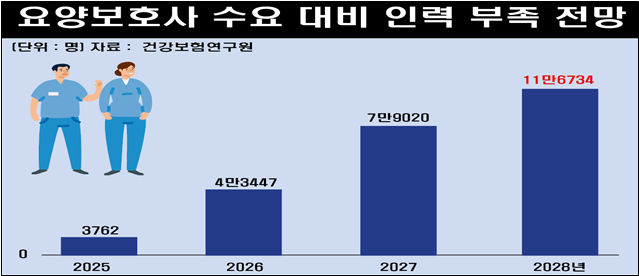 요양보호사 수요 대비 인력 부족 전망
(단위 : 명) 자료 : 건강보험연구원
11만6734
7만9020
4만3447
3762
0
2025 2026 2027 2028년